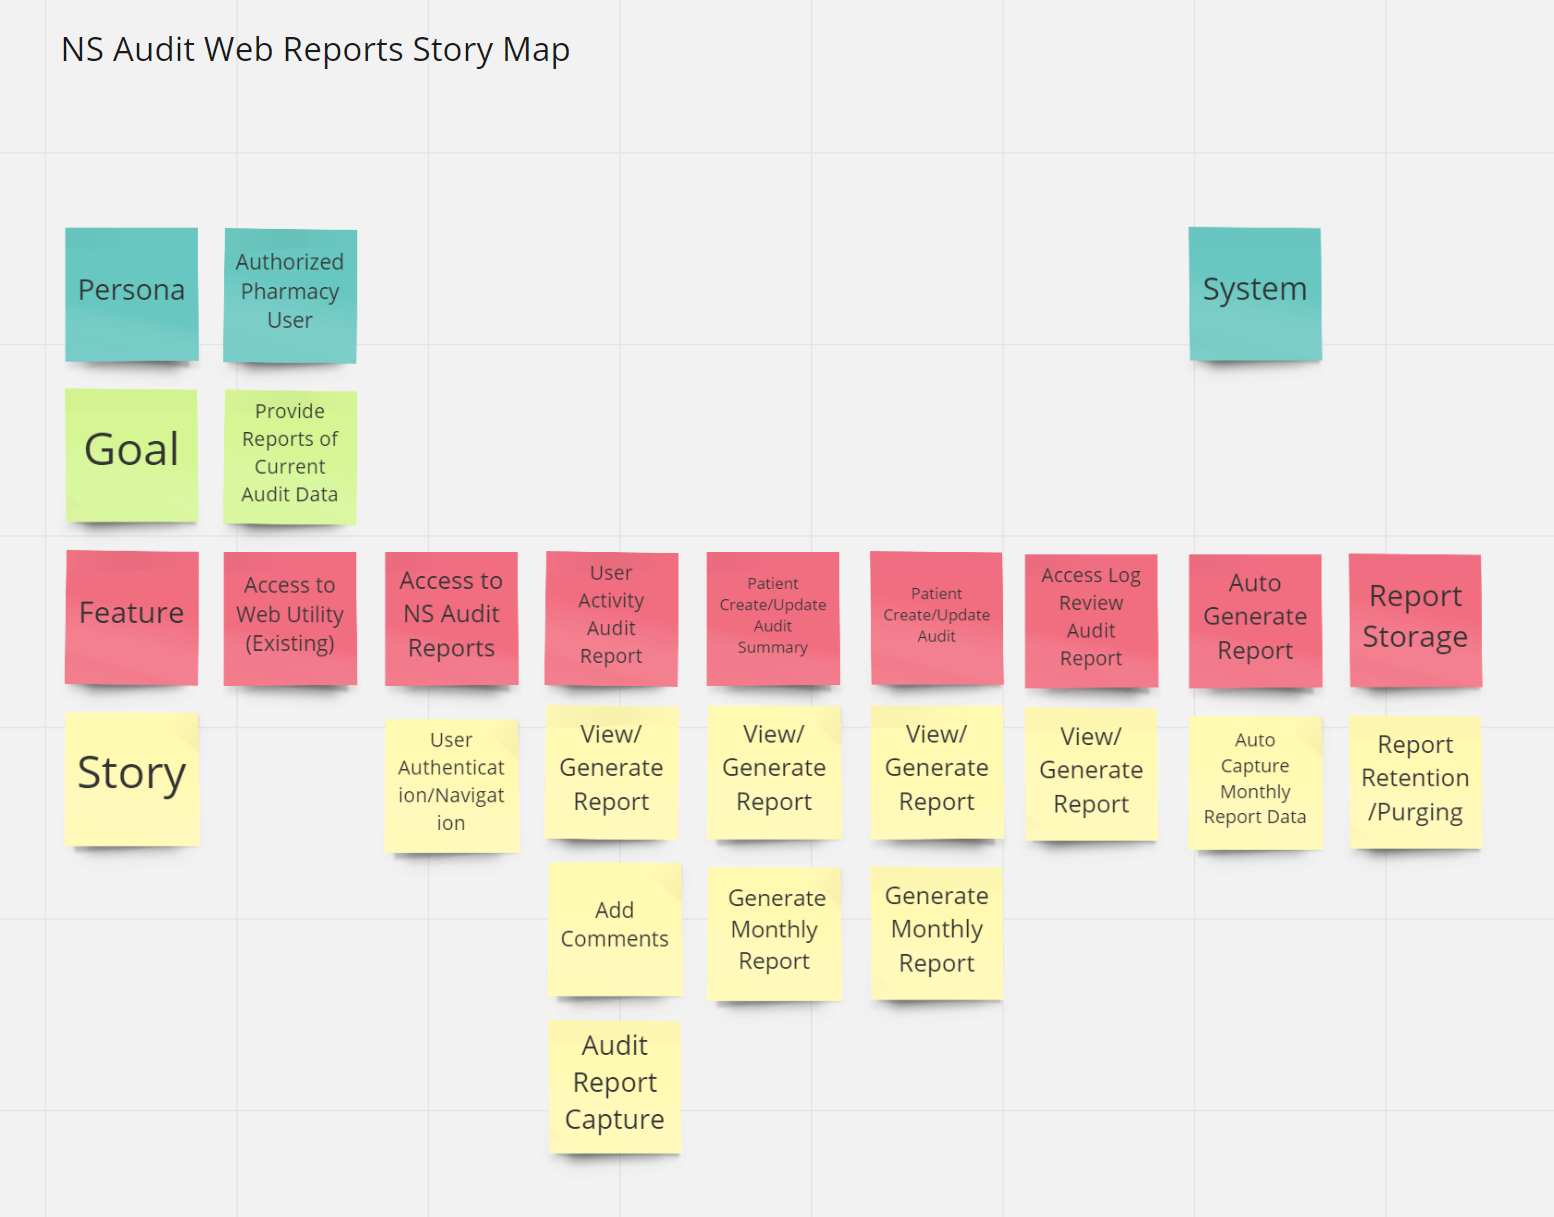 NS Audit Web Reports Story Map
Persona
Authorized
Pharmacy
User
System
Goal
Provide
Reports of
Current
Audit Data
Feature
Access to
Web Utility
(Existing)
Access to
NS Audit
Reports
User
Activity
Audit
Report
Patient
Create/Update
Audit
Summary
Patient
Create/Update
Audit
Access Log
Review
Audit
Report
Auto
Generate
Report
Report
Storage
Story
User
Authenticat
ion/Navigat
ion
View/
Generate
Report
View/
Generate
Report
View/
Generate
Report
View/
Generate
Report
Auto
Capture
Monthly
Report Data
Report
Retention
/Purging
Add
Comments
Generate
Monthly
Report
Generate
Monthly
Report
Audit
Report
Capture